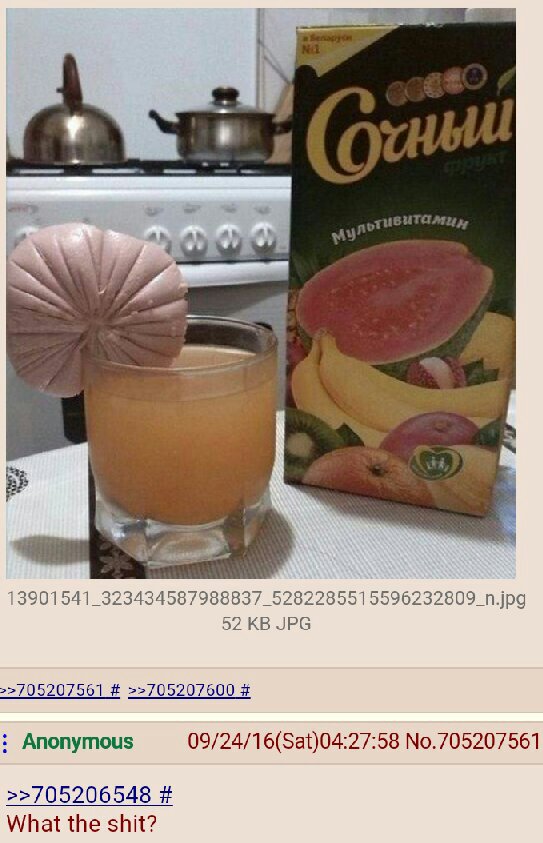 в Беларуси
№1
Сочный
фрукт
Мультивитамин
13901541_323434587988837_5282285515596232809_n.jpg
52 KB JPG
>>705207561 # >>705207600 #
Anonymous 09/24/16(Sat)04:27:58 No.705207561
>>705206548 #
What the shit?